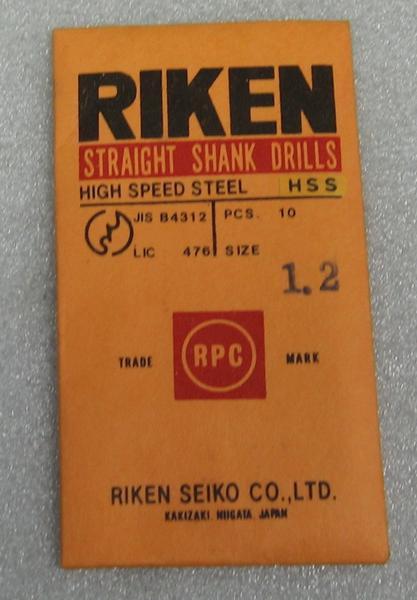 RIKEN
STRAIGHT SHANK DRILLS
HIGH SPEED STEEL HSS
JIS B4312 PCS. 10
LIC 476 SIZE
1.2
TRADE RPC MARK
RIKEN SEIKO CO.,LTD.
KAKIZAKI. NIIGATA. JAPAN